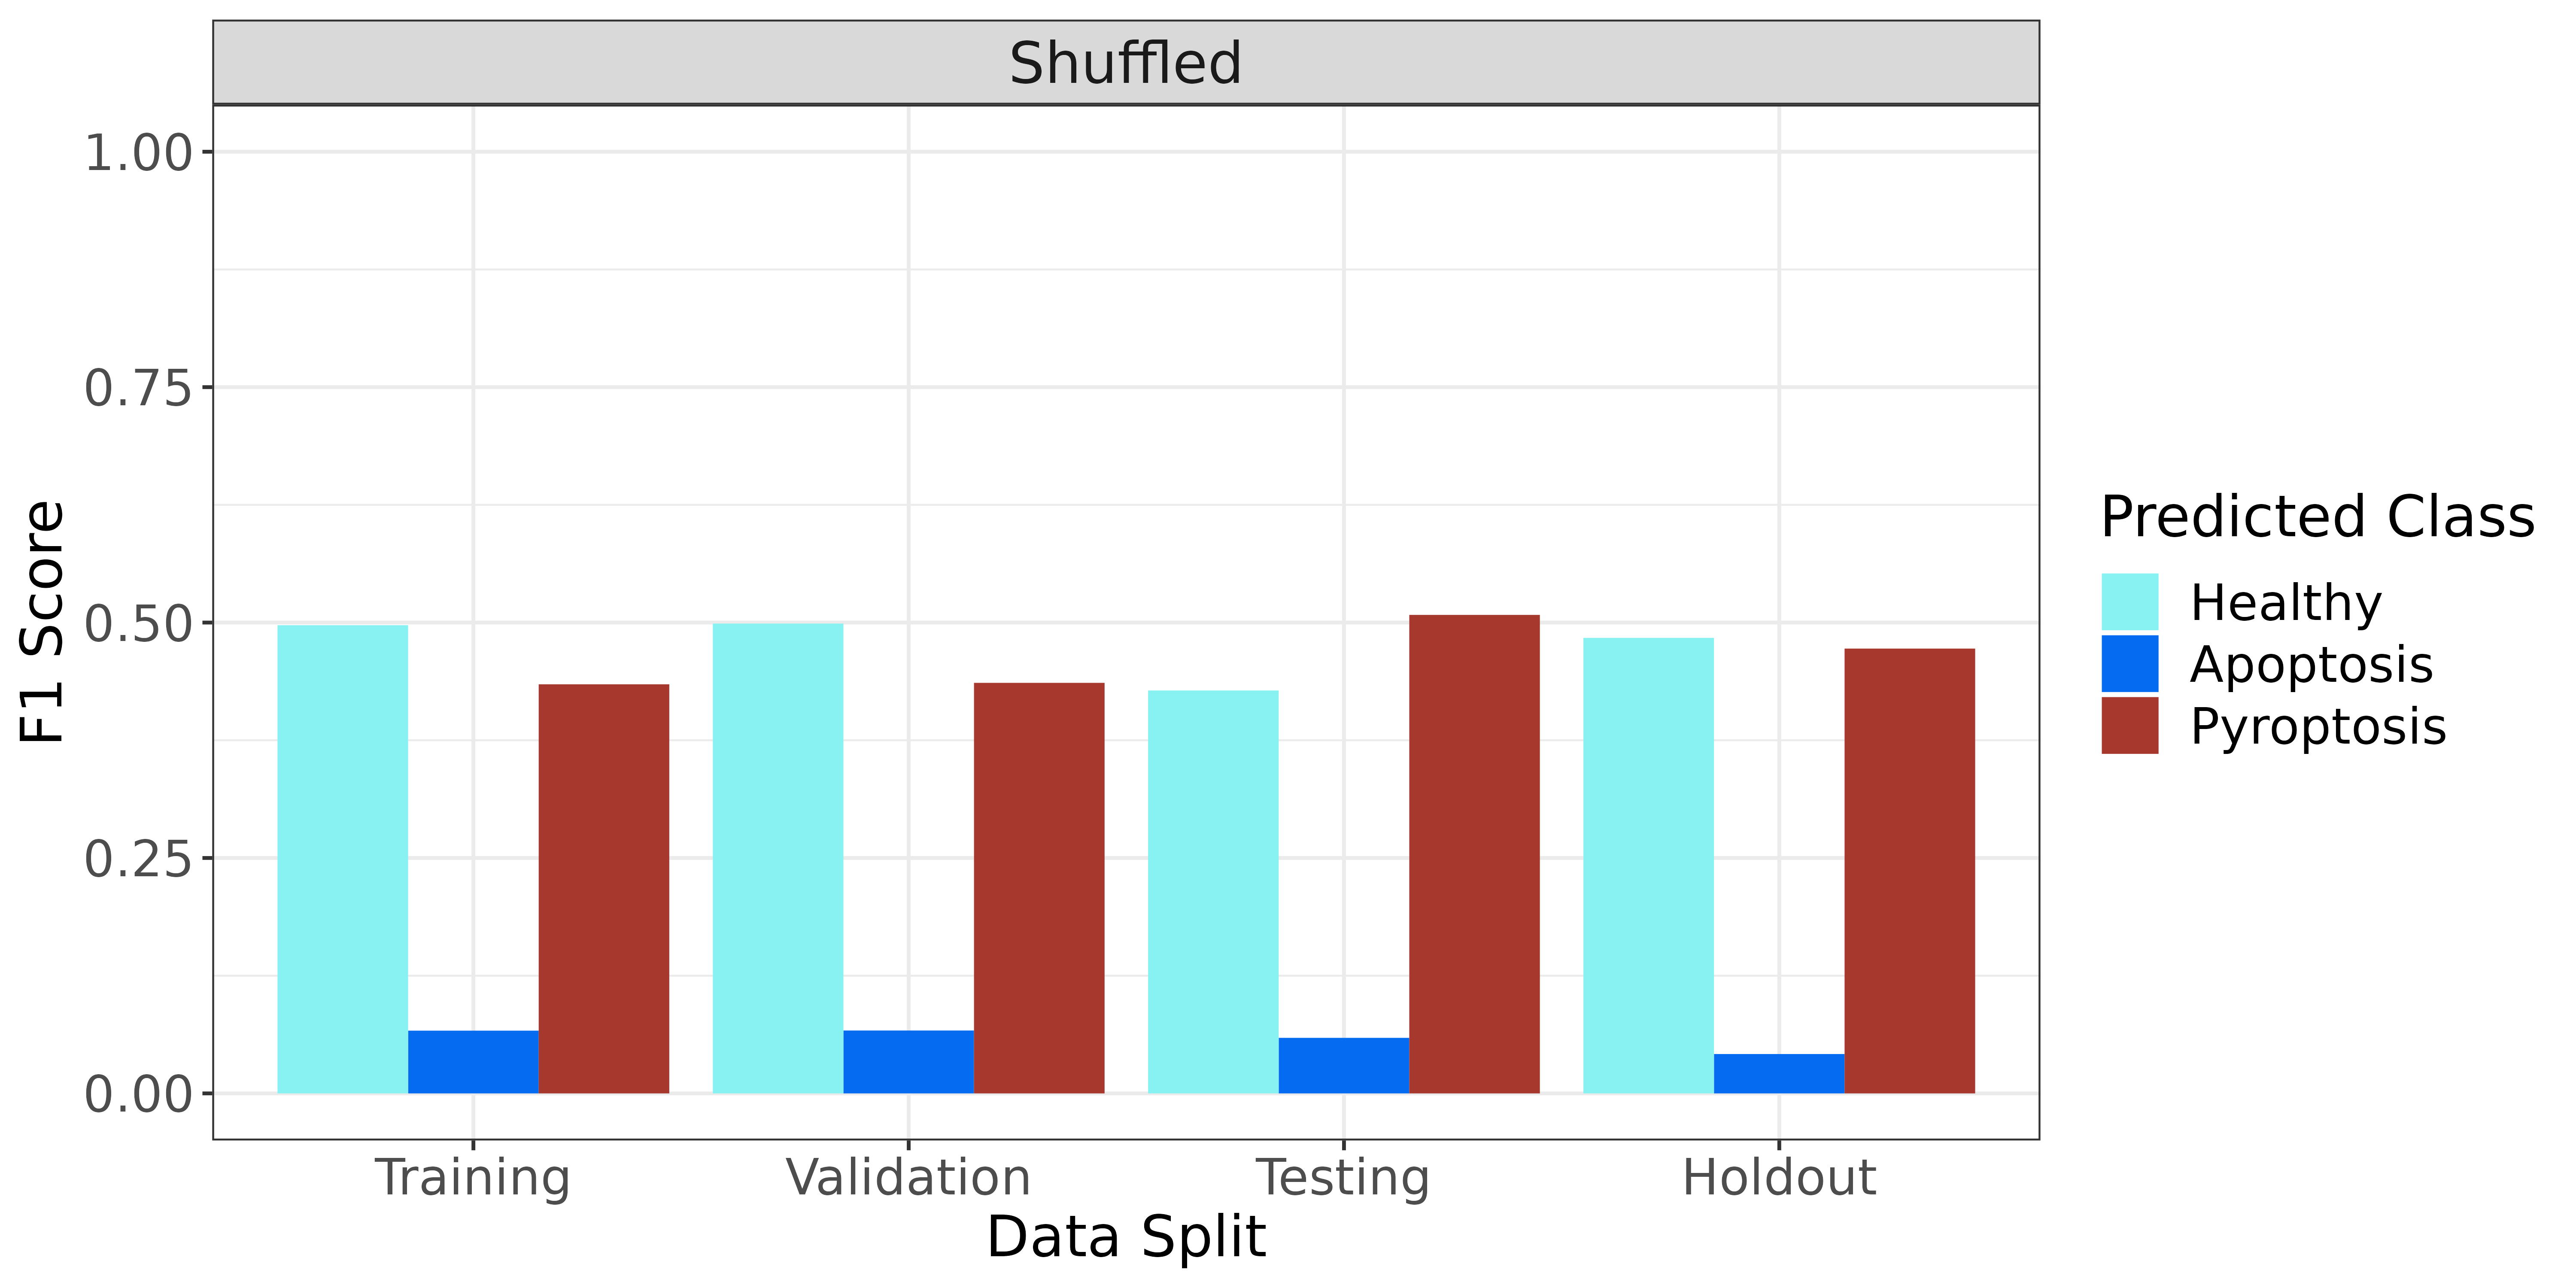 Shuffled
1.00
0.75
0.50
0.25
0.00
F1 Score
Training
Validation
Testing
Holdout
Data Split
Predicted Class
Healthy
Apoptosis
Pyroptosis